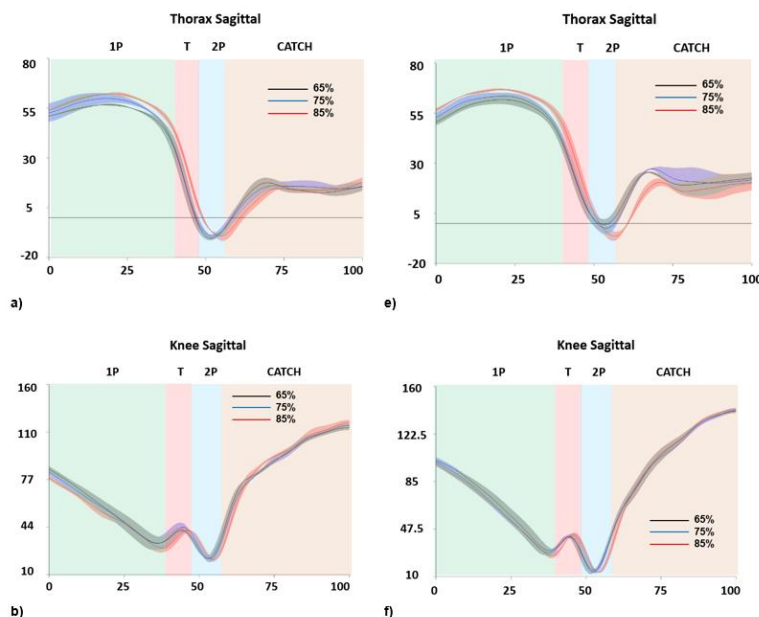 Thorax Sagittal
1P T 2P CATCH
80
55
30
5
-20
65%
75%
85%
0 25 50 75 100
a)
Thorax Sagittal
1P T 2P CATCH
80
55
30
5
-20
65%
75%
85%
0 25 50 75 100
e)
Knee Sagittal
1P T 2P CATCH
160
110
77
44
10
65%
75%
85%
0 25 50 75 100
b)
Knee Sagittal
1P T 2P CATCH
160
122.5
85
47.5
10
65%
75%
85%
0 25 50 75 100
f)